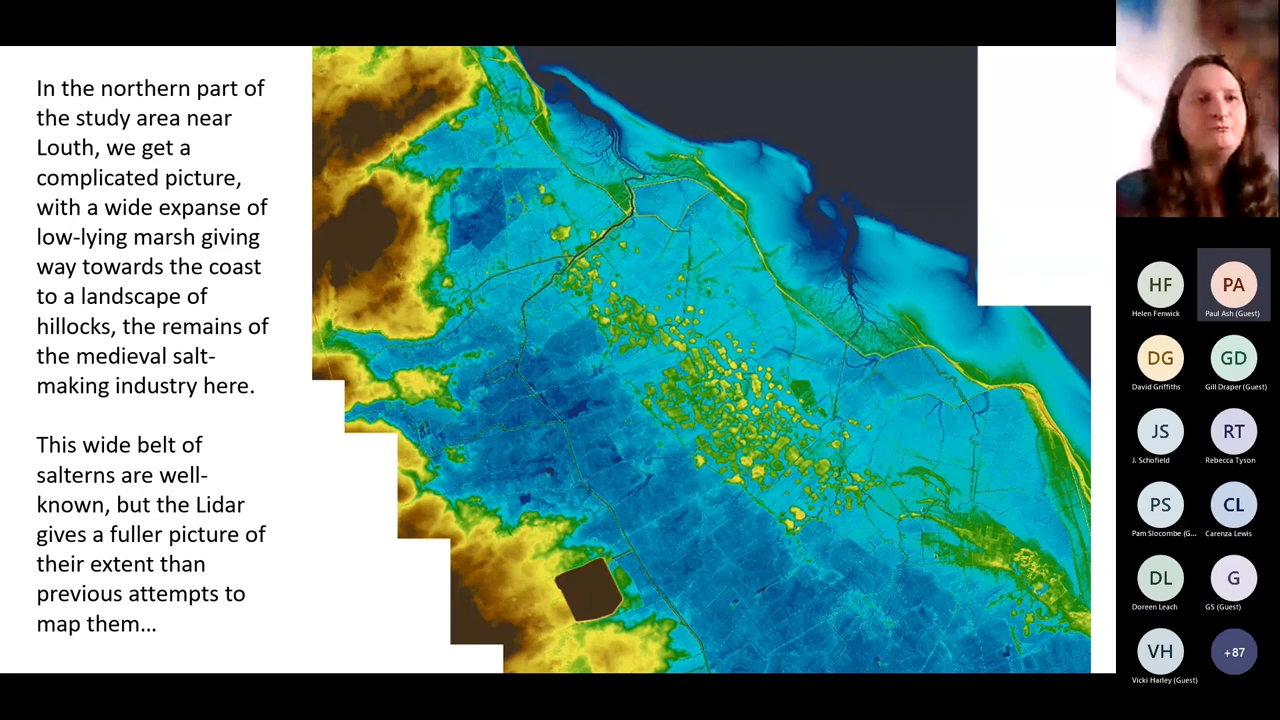 In the northern part of
the study area near
Louth, we get a
complicated picture,
with a wide expanse of
low-lying marsh giving
way towards the coast
to a landscape of
hillocks, the remains of
the medieval salt-
making industry here.
This wide belt of
salterns are well-
known, but the Lidar
gives a fuller picture of
their extent than
previous attempts to
map them...
HF
Helen Fenwick
PA
Paul Ash (Guest)
DG
David Griffiths
GD
Gill Draper (Guest)
JS
J. Schofield
RT
Rebecca Tyson
PS
Pam Slocombe (G...
CL
Carenza Lewis
DL
Doreen Leach
G
GS (Guest)
VH
Vicki Harley (Guest)
+87